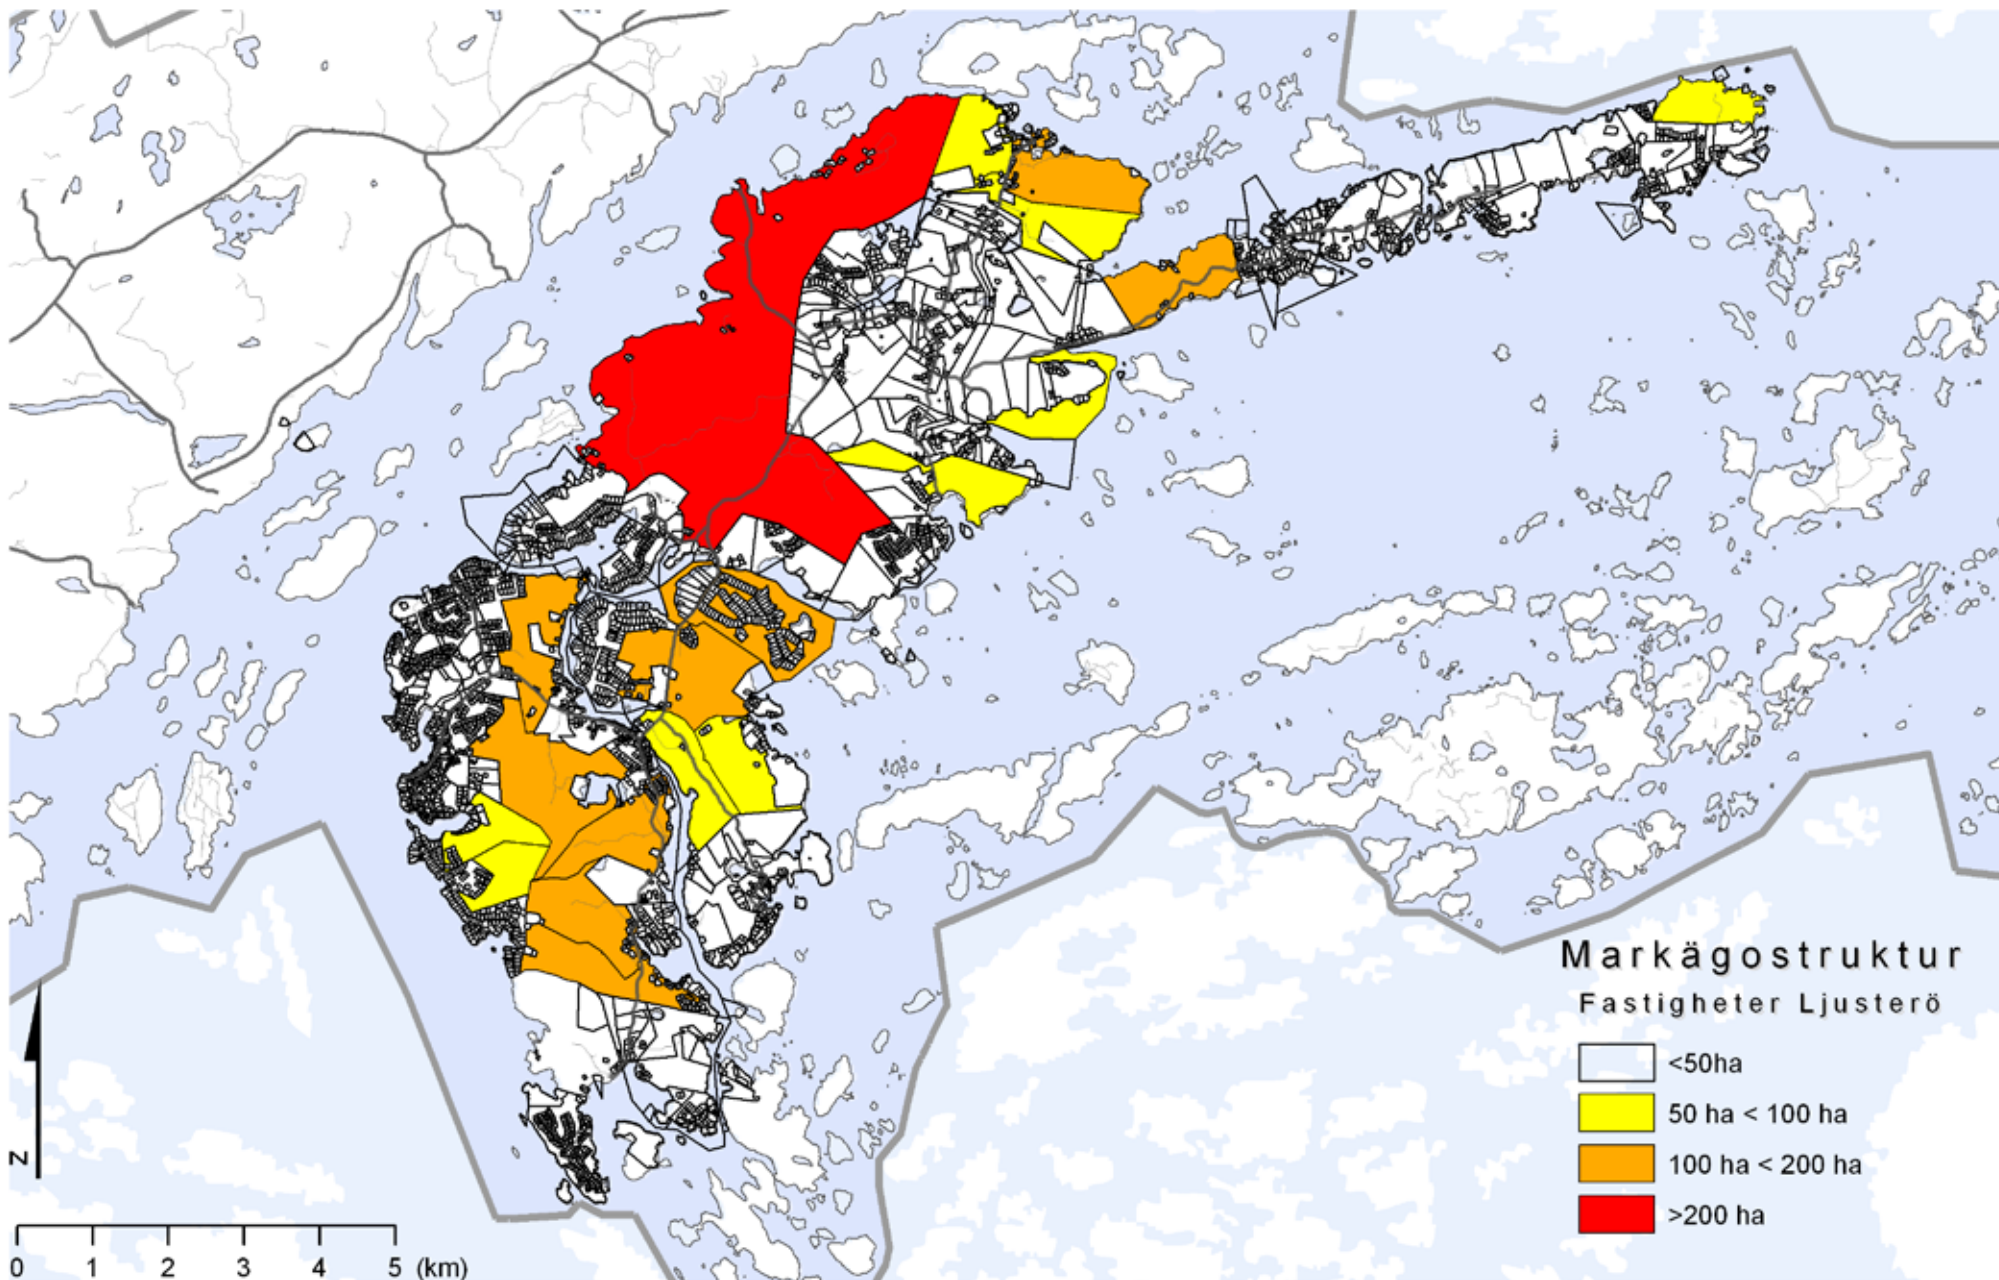 Markägostruktur
Fastigheter Ljusterö
<50ha
50 ha < 100 ha
100 ha < 200 ha
>200 ha
N
0 1 2 3 4 5 (km)